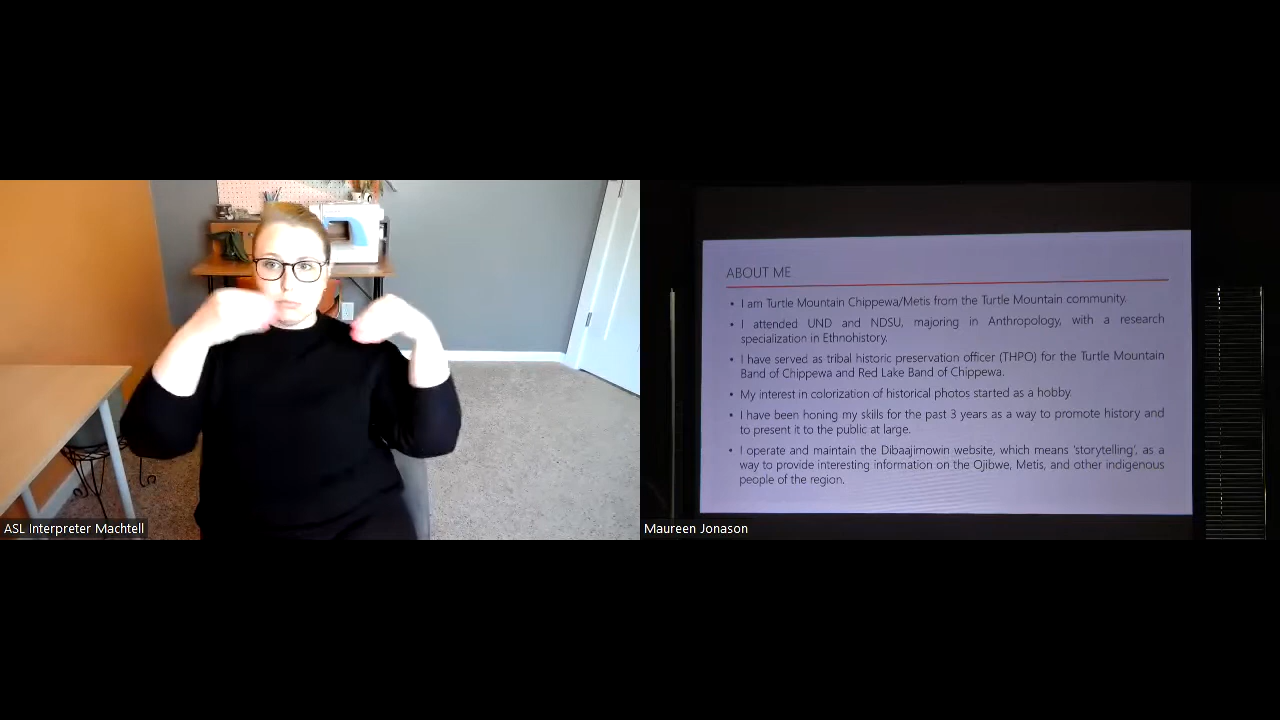 ABOUT ME
• I am Turtle Mountain Chippewa/Metis from the Turtle Mountain community.
• I attended UND and NDSU, majoring in Anthropology, with a research
specialization in Ethnohistory.
• I have served as tribal historic preservation officer (THPO) for the Turtle Mountain
Band of Chippewa and Red Lake Band of Chippewa.
• My interest in colorization of historical photos started as a hobby.
• I have been honing my skills for the past 3 years as a way to promote history and
to present it to the public at large.
• I operate and maintain the Dibaajimowin website, which means 'storytelling', as a
way to provide interesting information on the Ojibwe, Metis, and other indigenous
people of the region.
ASL Interpreter Machtell
Maureen Jonason